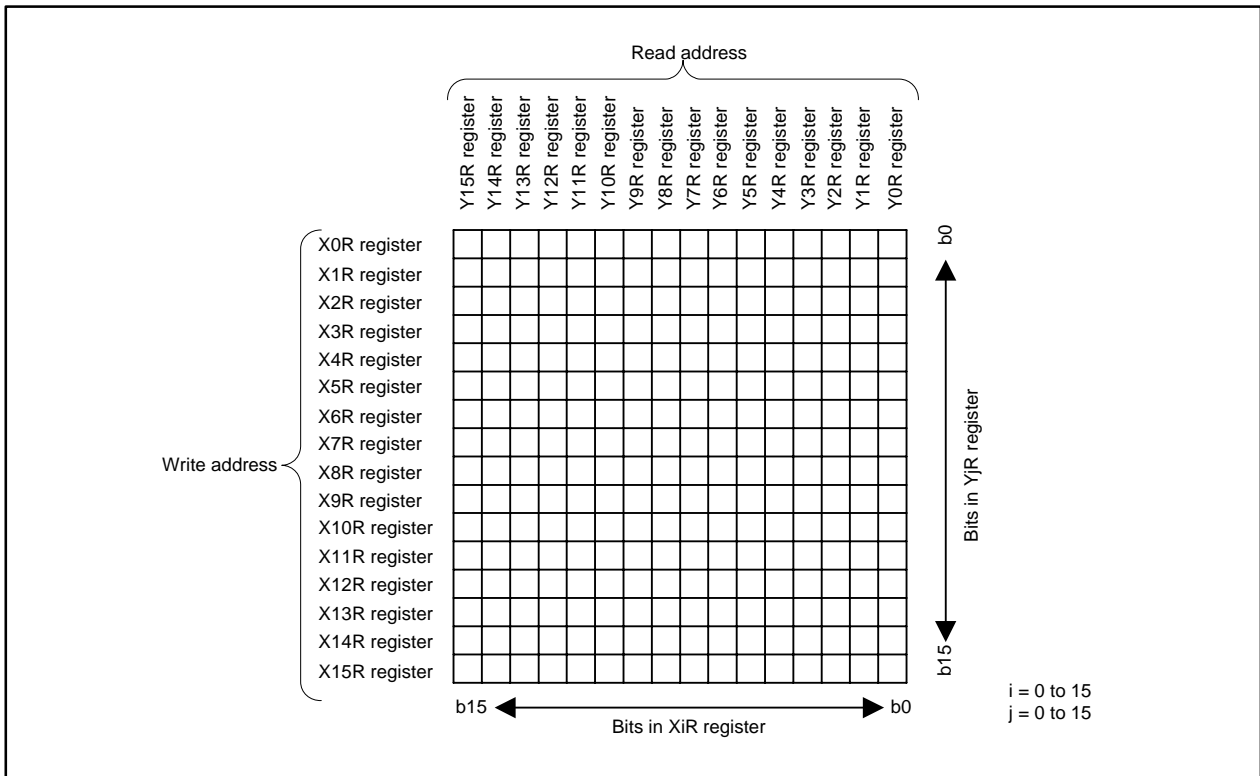 Read address
Y15R register
Y14R register
Y13R register
Y12R register
Y11R register
Y10R register
Y9R register
Y8R register
Y7R register
Y6R register
Y5R register
Y4R register
Y3R register
Y2R register
Y1R register
Y0R register
Write address
X0R register
X1R register
X2R register
X3R register
X4R register
X5R register
X6R register
X7R register
X8R register
X9R register
X10R register
X11R register
X12R register
X13R register
X14R register
X15R register
b0
Bits in YjR register
b15
b15
Bits in XiR register
b0
i = 0 to 15
j = 0 to 15